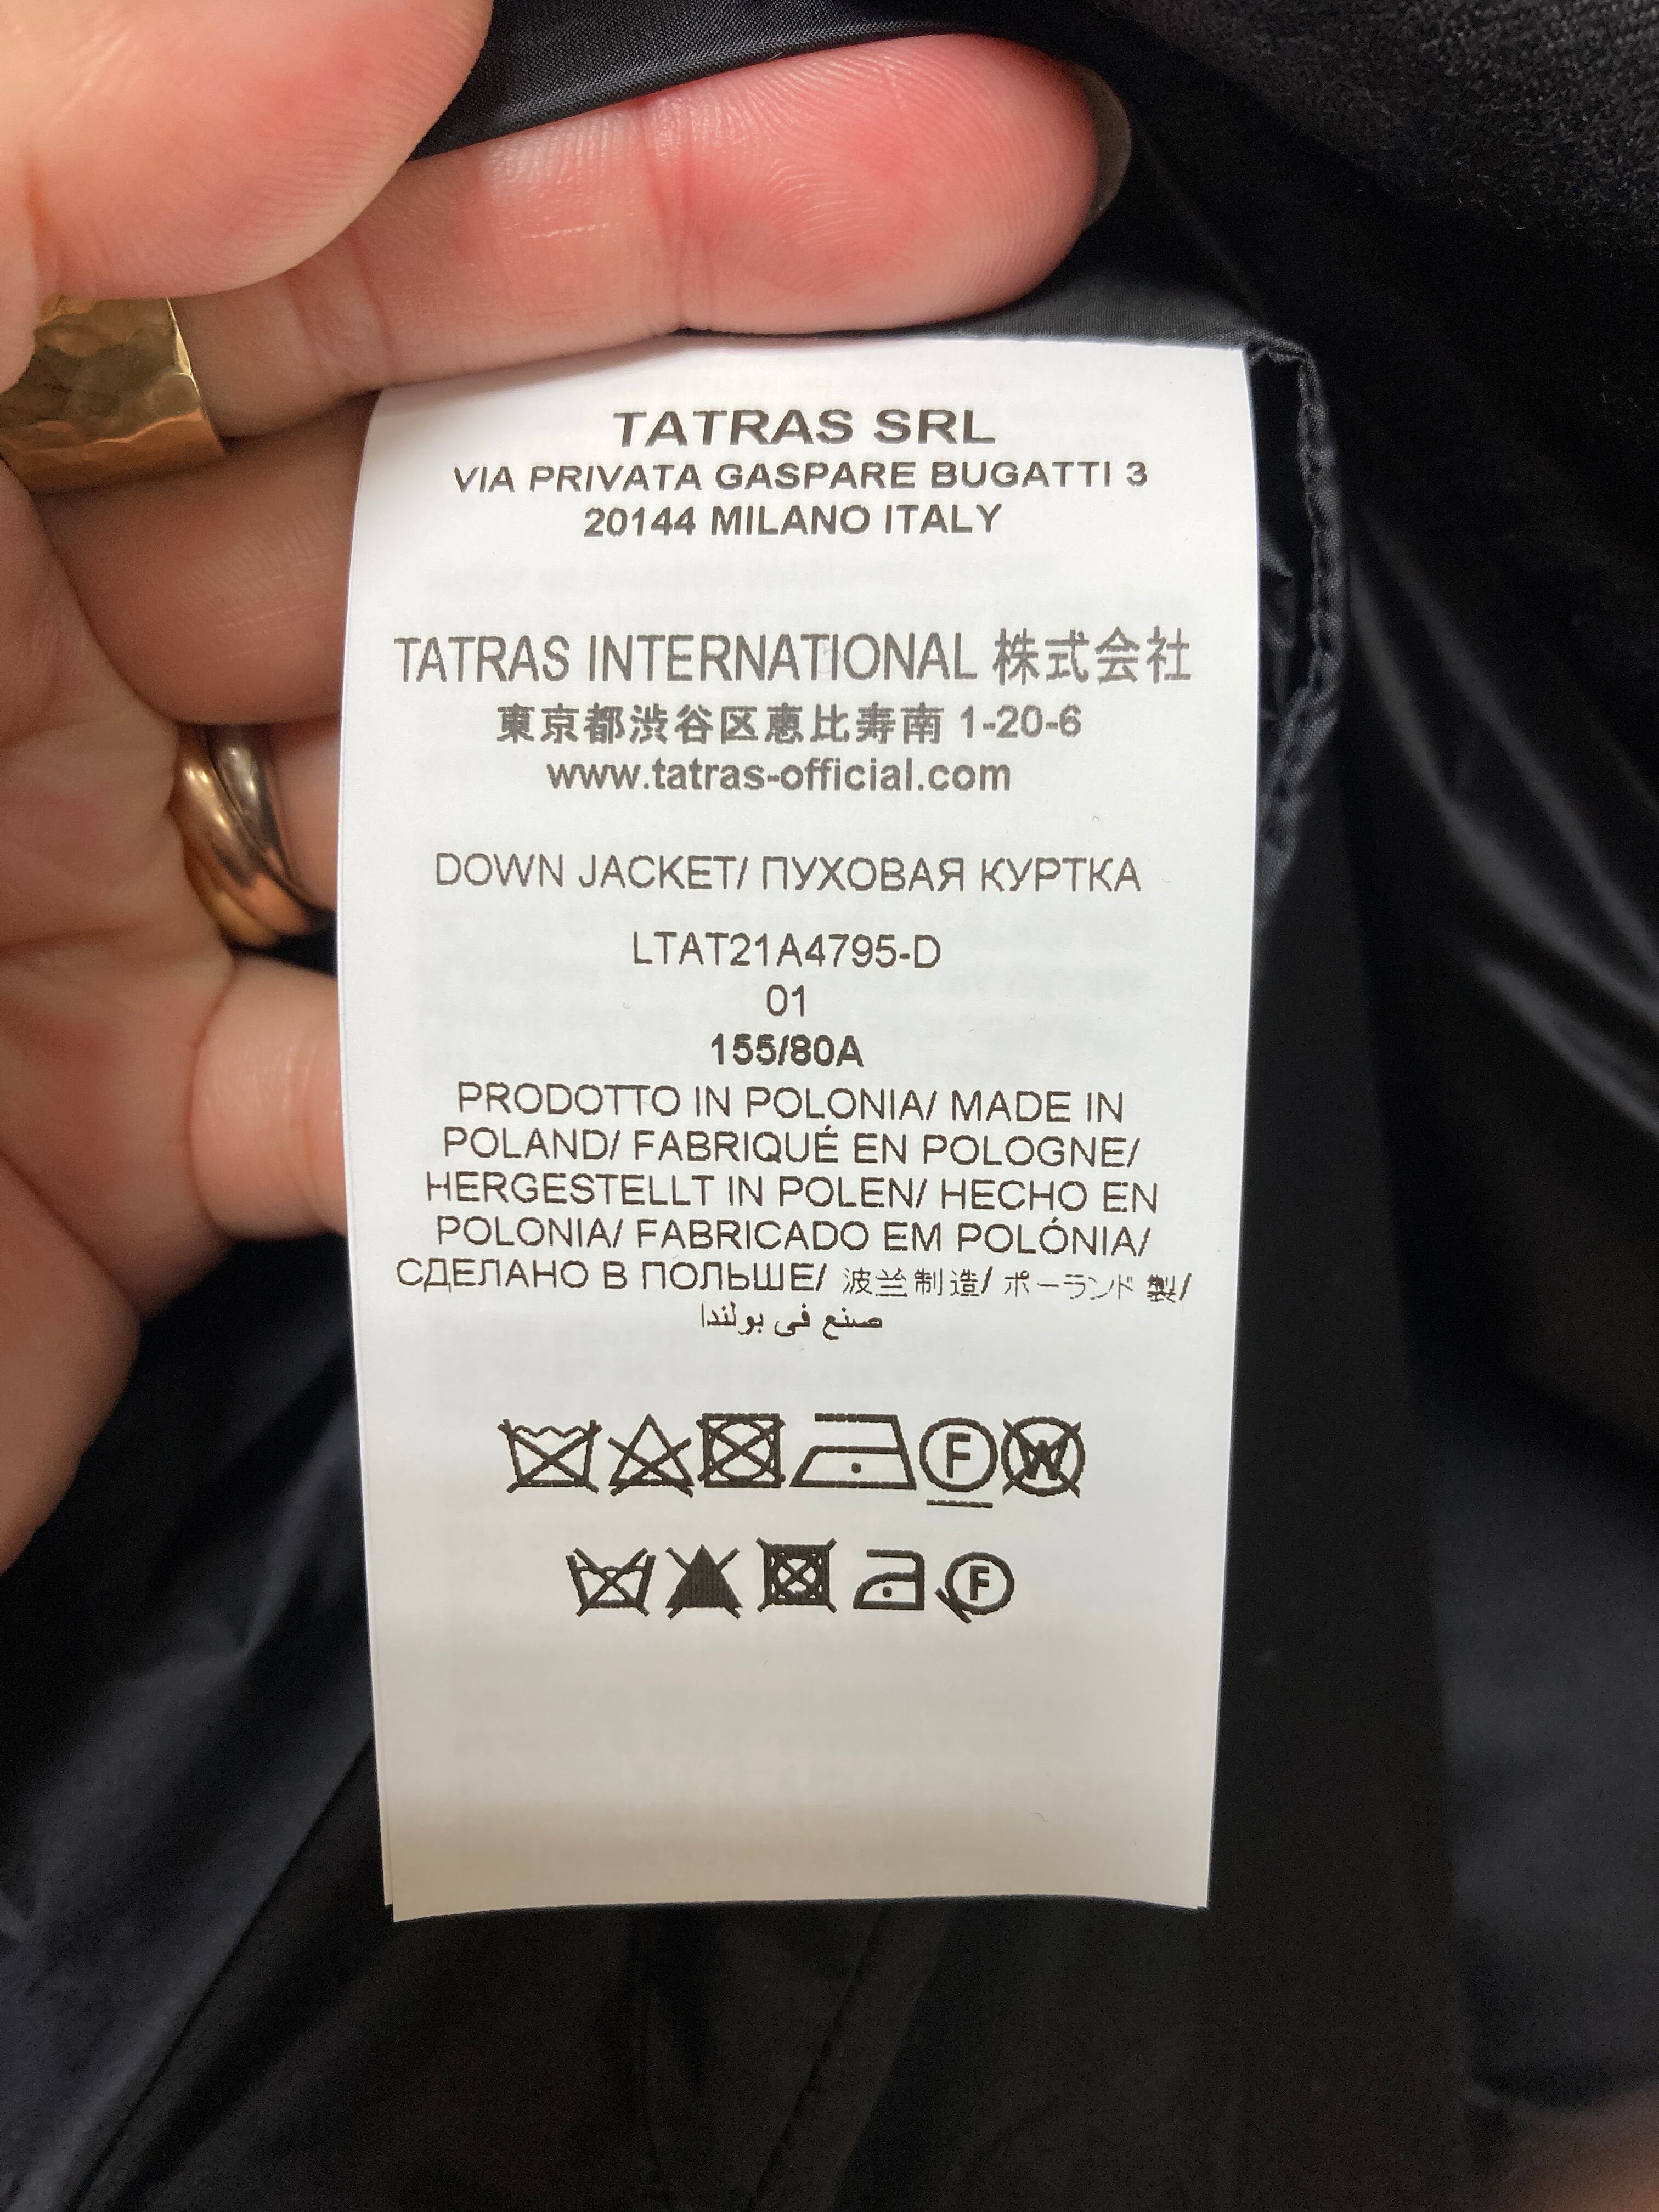 TATRAS SRL
VIA PRIVATA GASPARE BUGATTI 3
20144 MILANO ITALY
TATRAS INTERNATIONAL 株式会社
東京都渋谷区恵比寿南 1-20-6
www.tatras-official.com
DOWN JACKET/ ПУХОВАЯ КУРТКА
LTAT21A4795-D
01
155/80A
PRODOTTO IN POLONIA/ MADE IN
POLAND/ FABRIQUÉ EN POLOGNE/
HERGESTELLT IN POLEN/ HECHO EN
POLONIA/ FABRICADO EM POLÓNIA/
СДЕЛАНО В ПОЛЬШЕ/ 波兰制造/ ポーランド 製/
صنع في بولندا
F W
F